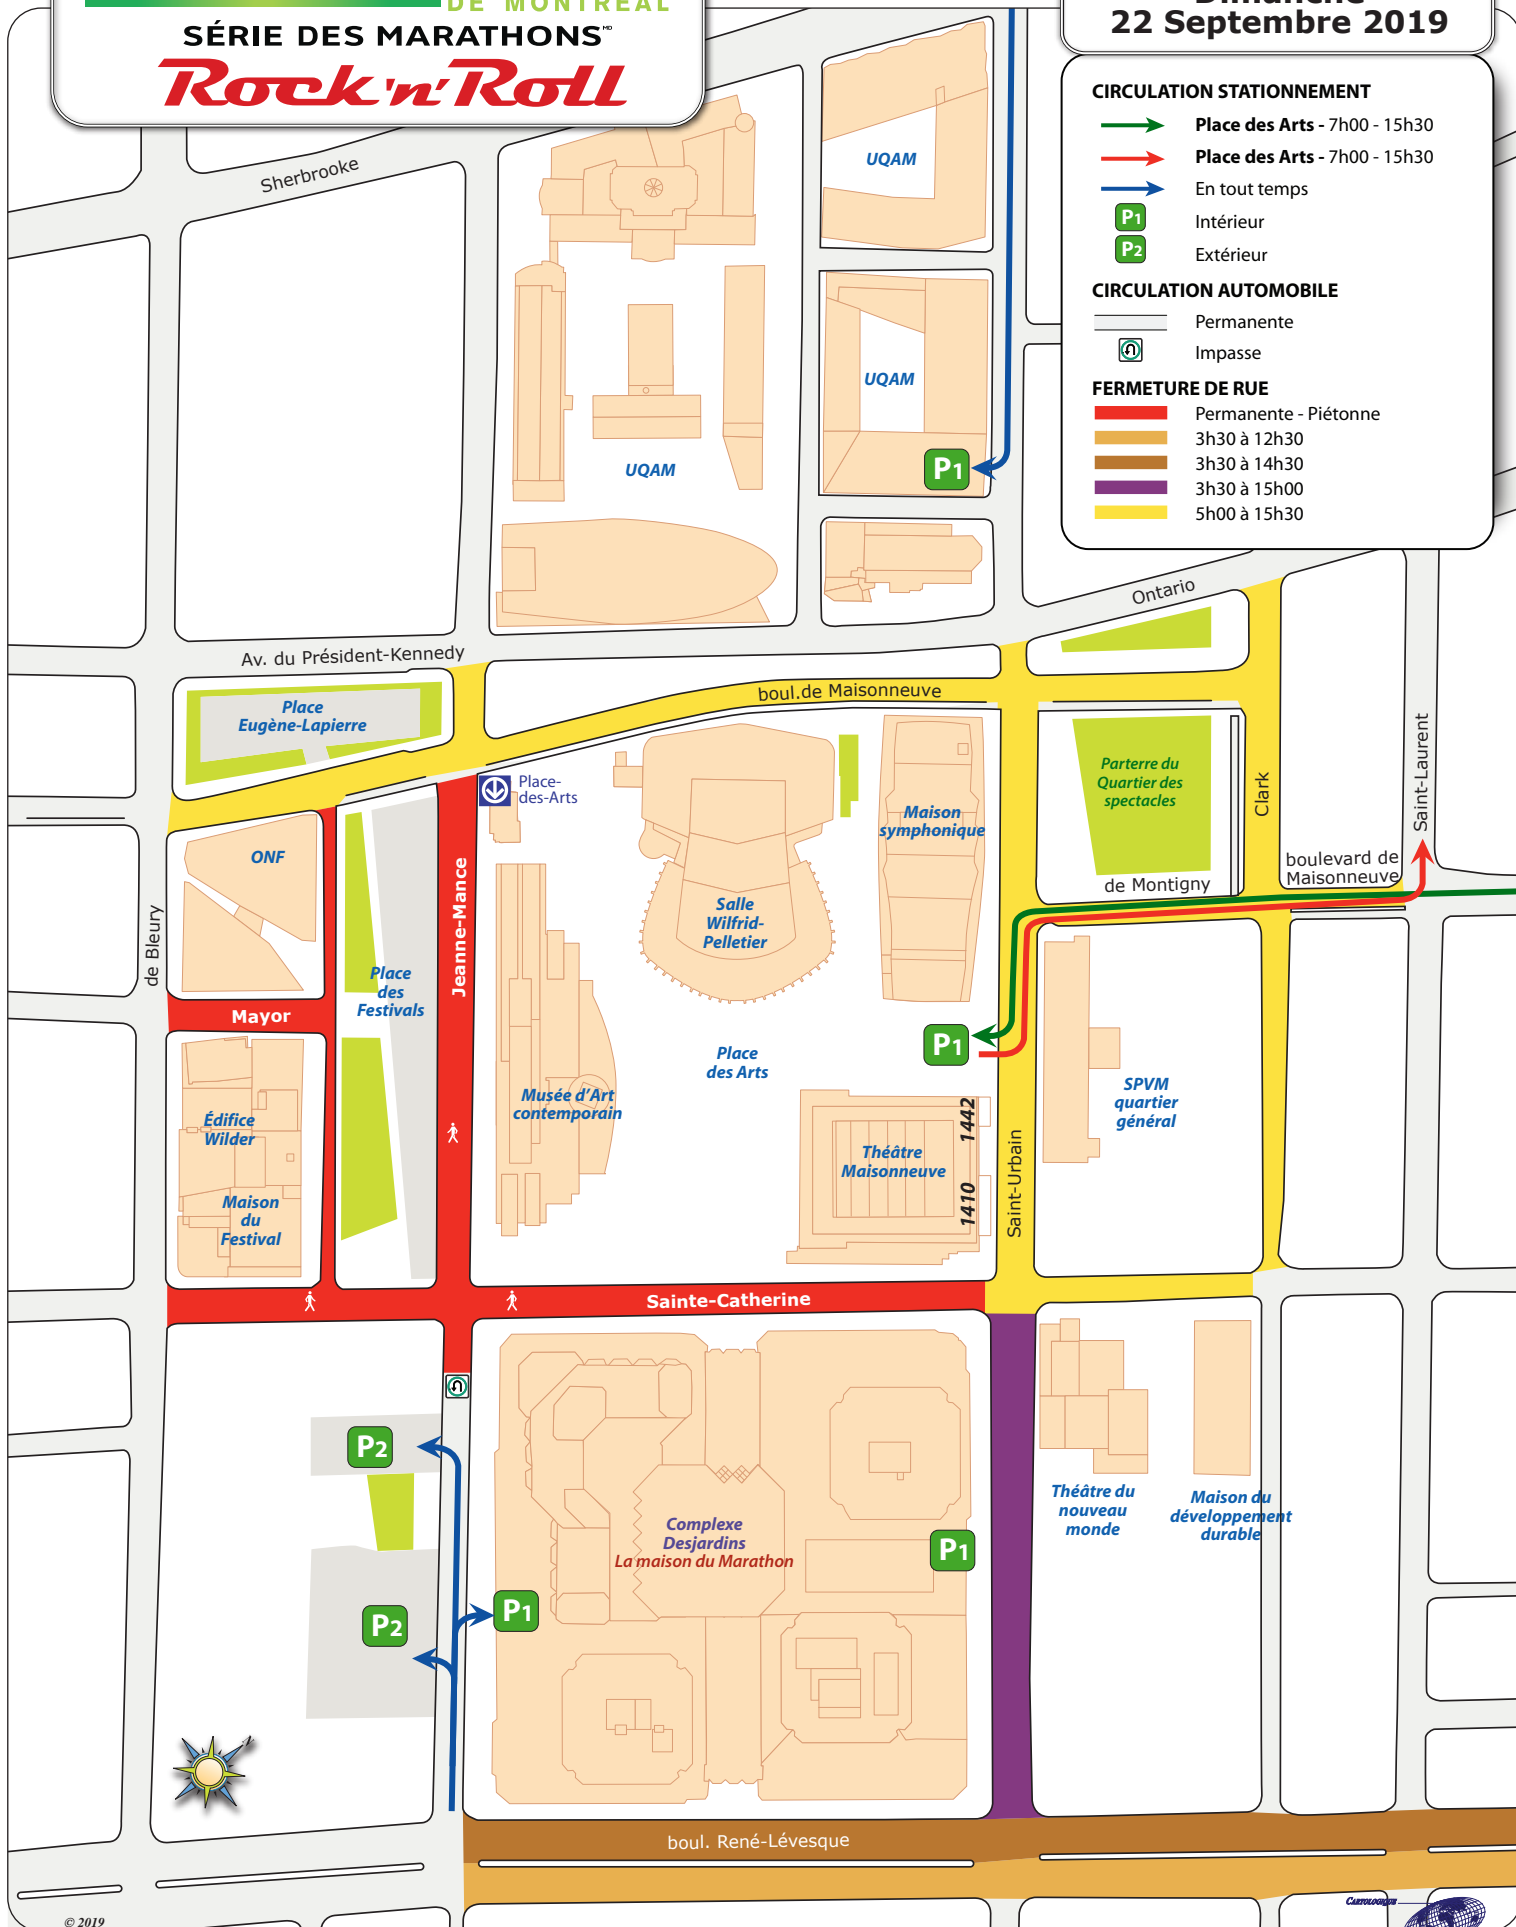 DE MONTRÉAL
SÉRIE DES MARATHONS MD
Rock 'n' Roll
Dimanche
22 Septembre 2019
CIRCULATION STATIONNEMENT
Place des Arts - 7h00 - 15h30
Place des Arts - 7h00 - 15h30
En tout temps
P1 Intérieur
P2 Extérieur
CIRCULATION AUTOMOBILE
Permanente
Impasse
FERMETURE DE RUE
Permanente - Piétonne
3h30 à 12h30
3h30 à 14h30
3h30 à 15h00
5h00 à 15h30
Sherbrooke
UQAM
UQAM
UQAM
P1
Ontario
Av. du Président-Kennedy
boul.de Maisonneuve
Place
Eugène-Lapierre
Place-
des-Arts
Parterre du
Quartier des
spectacles
Clark
Saint-Laurent
Maison
symphonique
ONF
Jeanne-Mance
de Bleury
boulevard de
Maisonneuve
de Montigny
Salle
Wilfrid-
Pelletier
Place
des
Festivals
Mayor
P1
Place
des Arts
Musée d'Art
contemporain
SPVM
quartier
général
Édifice
Wilder
1442
Théâtre
Maisonneuve
1410
Saint-Urbain
Maison
du
Festival
Sainte-Catherine
P2
Théâtre du
nouveau
monde
Maison du
développement
durable
Complexe
Desjardins
La maison du Marathon
P1
P1
P2
boul. René-Lévesque
Cartologique
© 2019